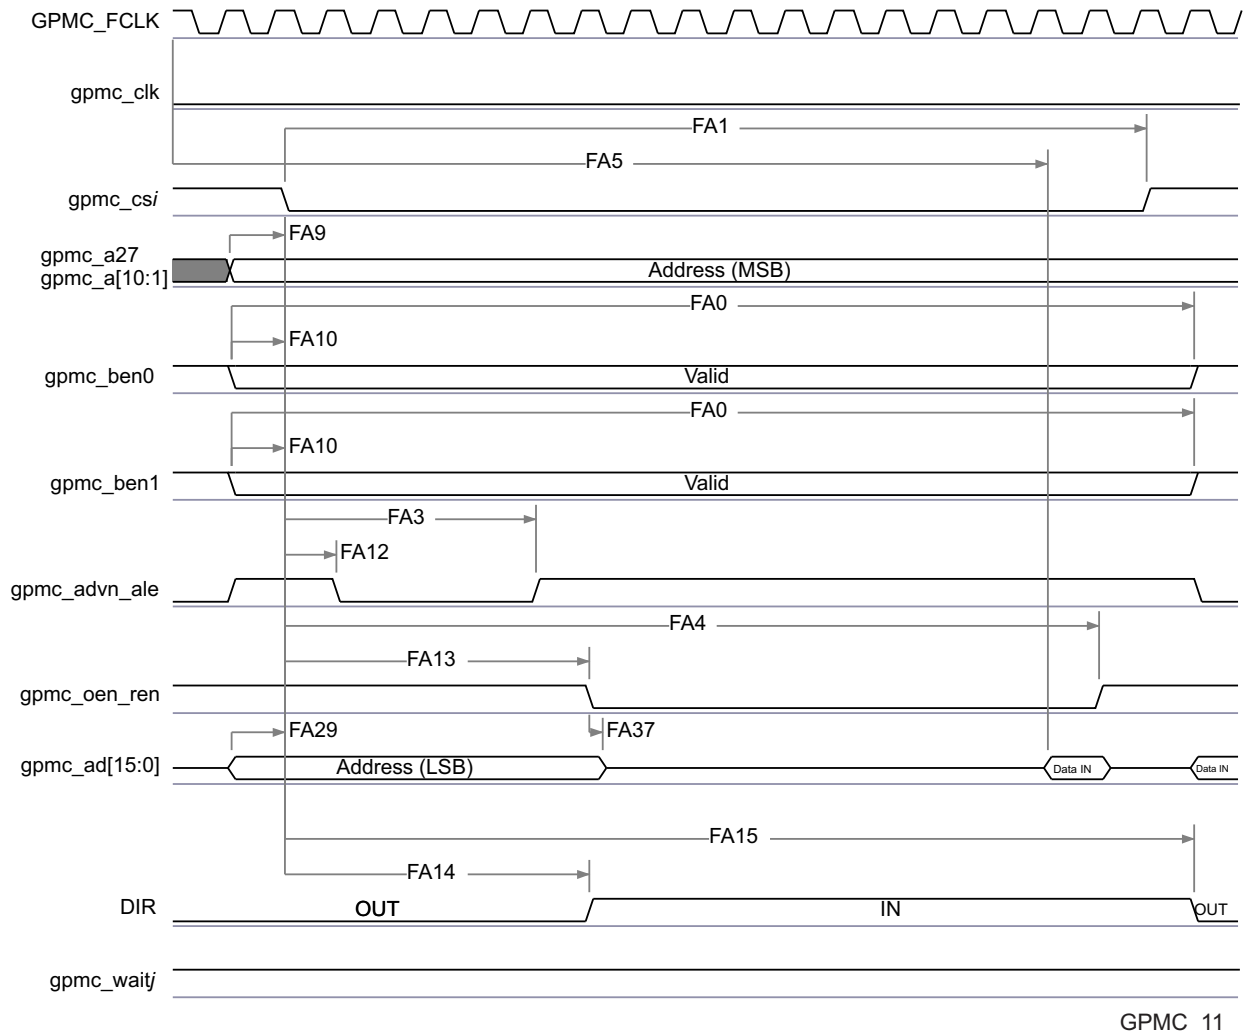 GPMC_FCLK
gpmc_clk
FA1
FA5
gpmc_csi
FA9
gpmc_a27
gpmc_a[10:1]
Address (MSB)
FA0
FA10
gpmc_ben0
Valid
FA0
FA10
gpmc_ben1
Valid
FA3
FA12
gpmc_advn_ale
FA4
FA13
gpmc_oen_ren
FA29
FA37
gpmc_ad[15:0]
Address (LSB)
Data IN
Data IN
FA15
FA14
DIR
OUT
IN
OUT
gpmc_waitj
GPMC_11